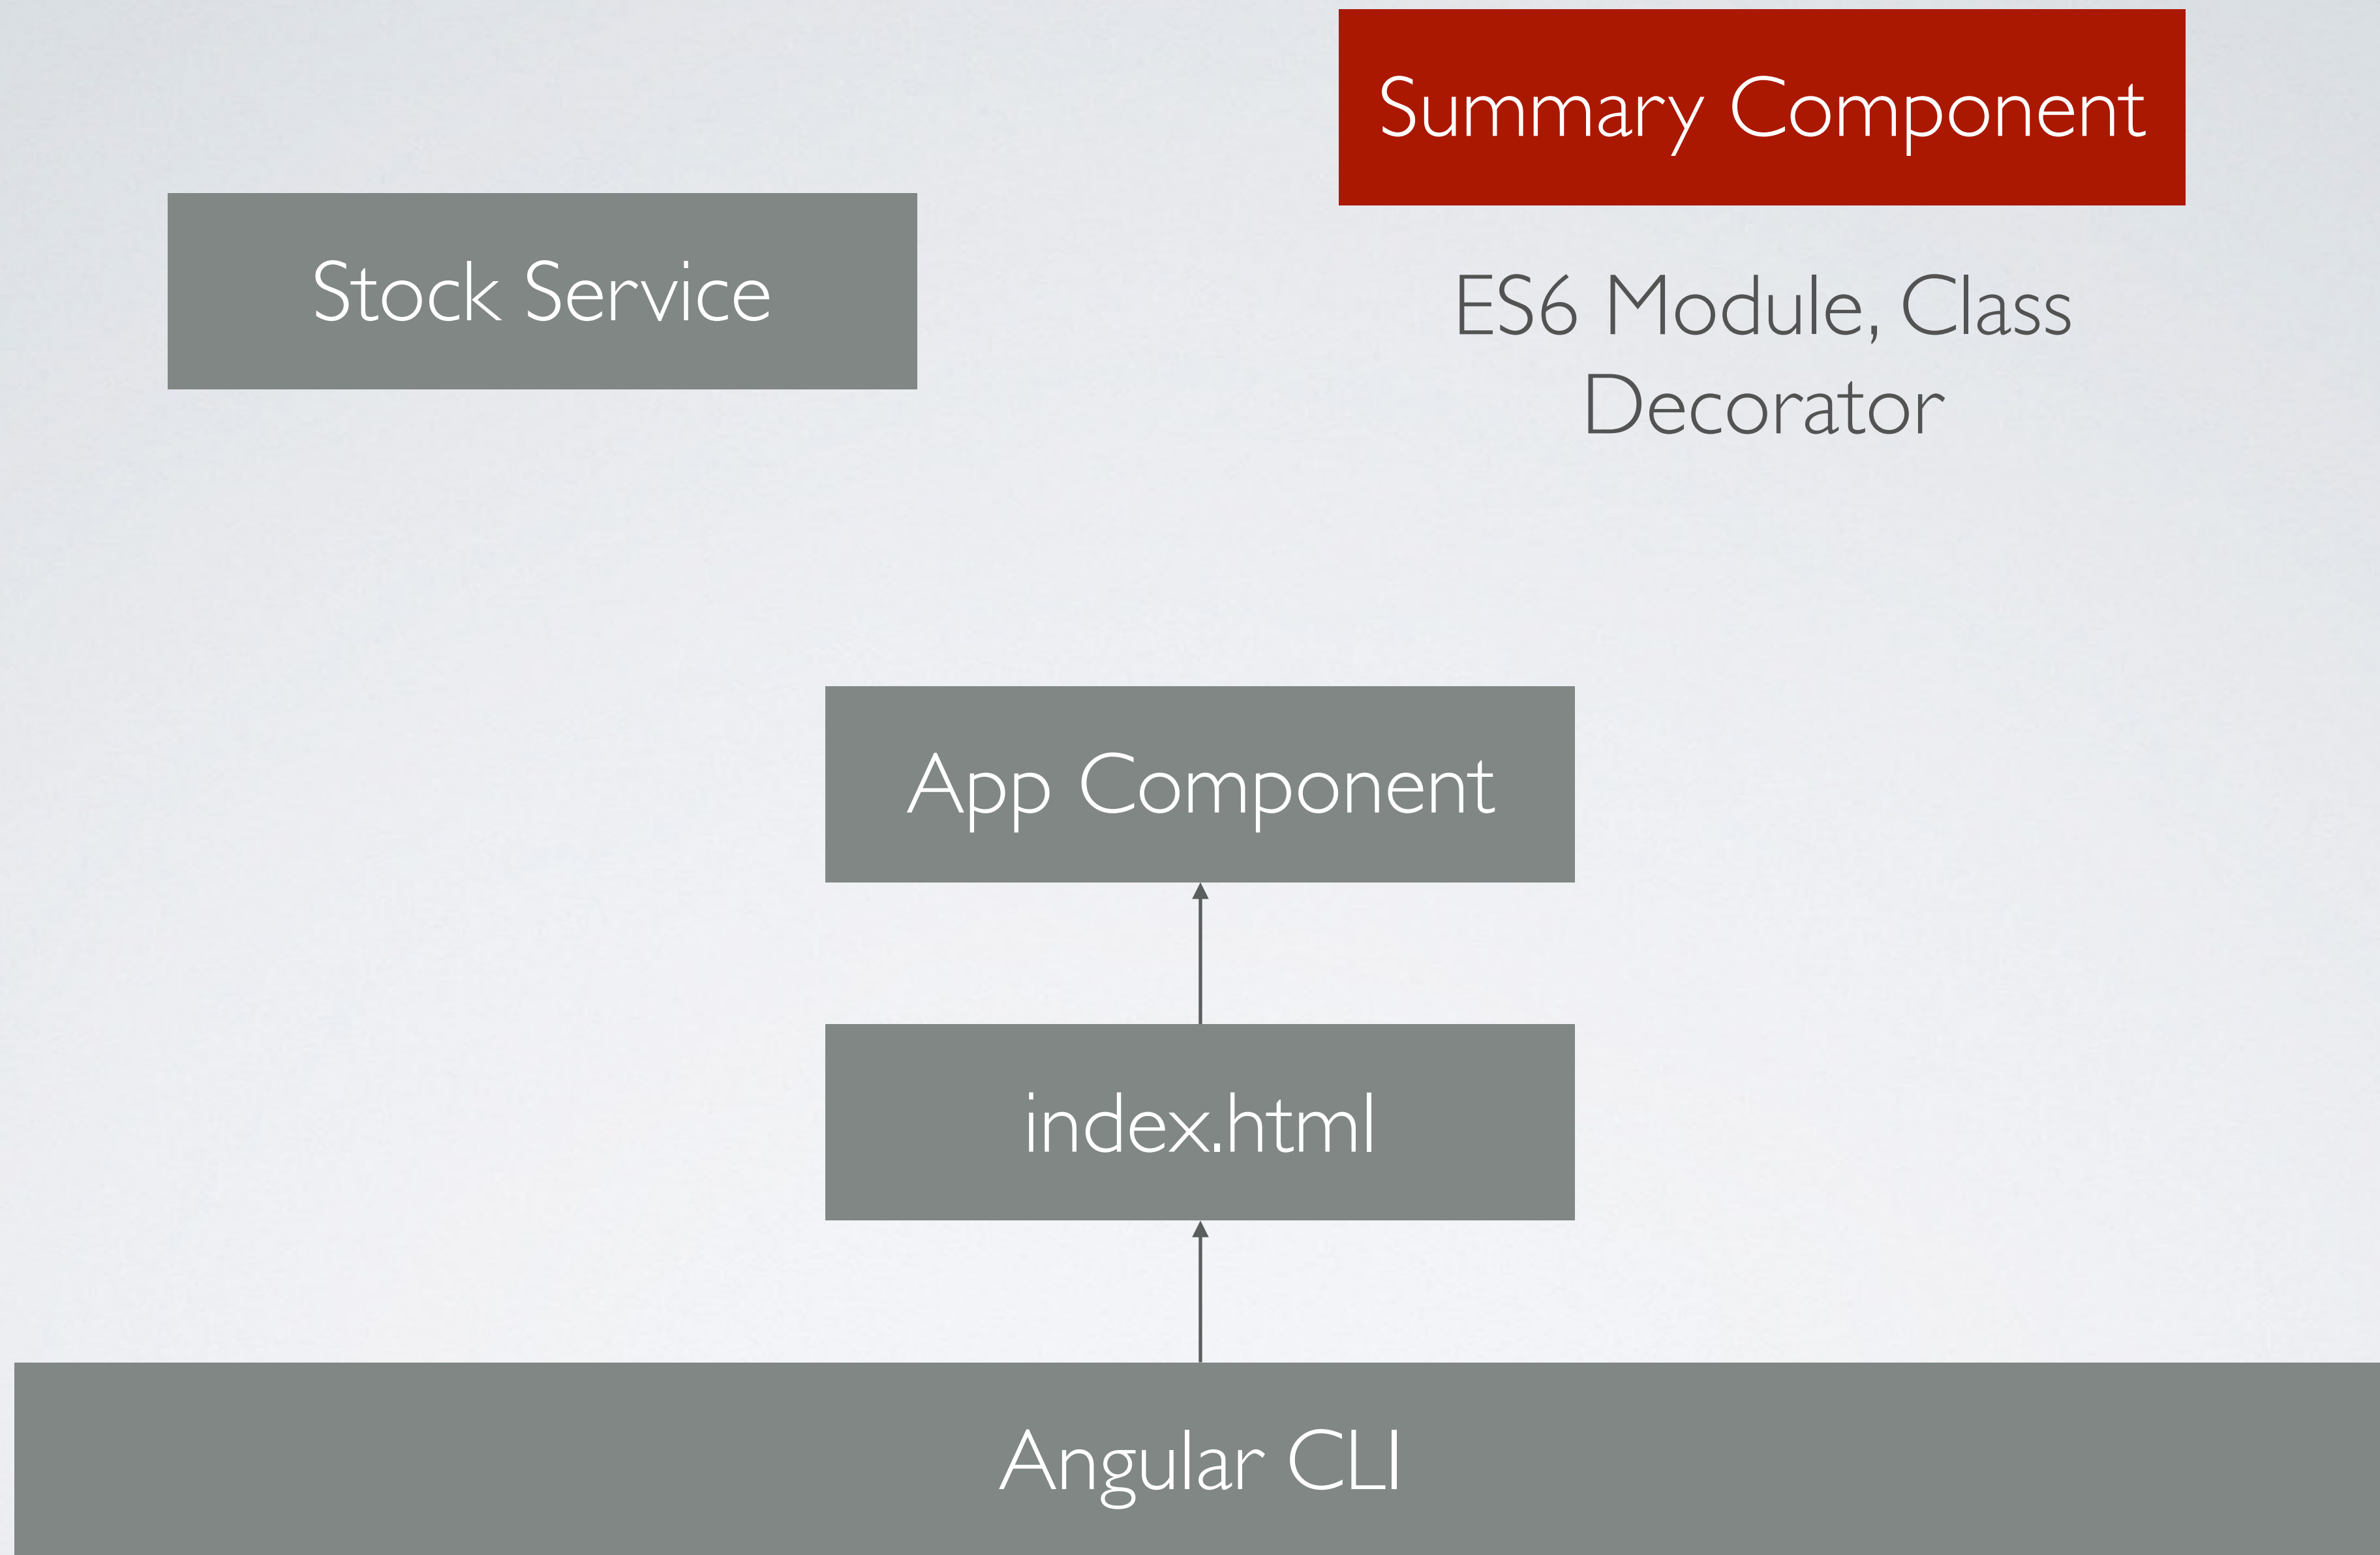 Summary Component
Stock Service
ES6 Module, Class
Decorator
App Component
index.html
Angular CLI